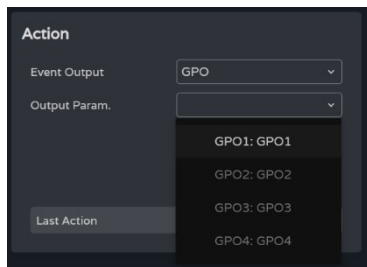 Action
Event Output GPO
Output Param.
GPO1: GPO1
GPO2: GPO2
GPO3: GPO3
Last Action
GPO4: GPO4